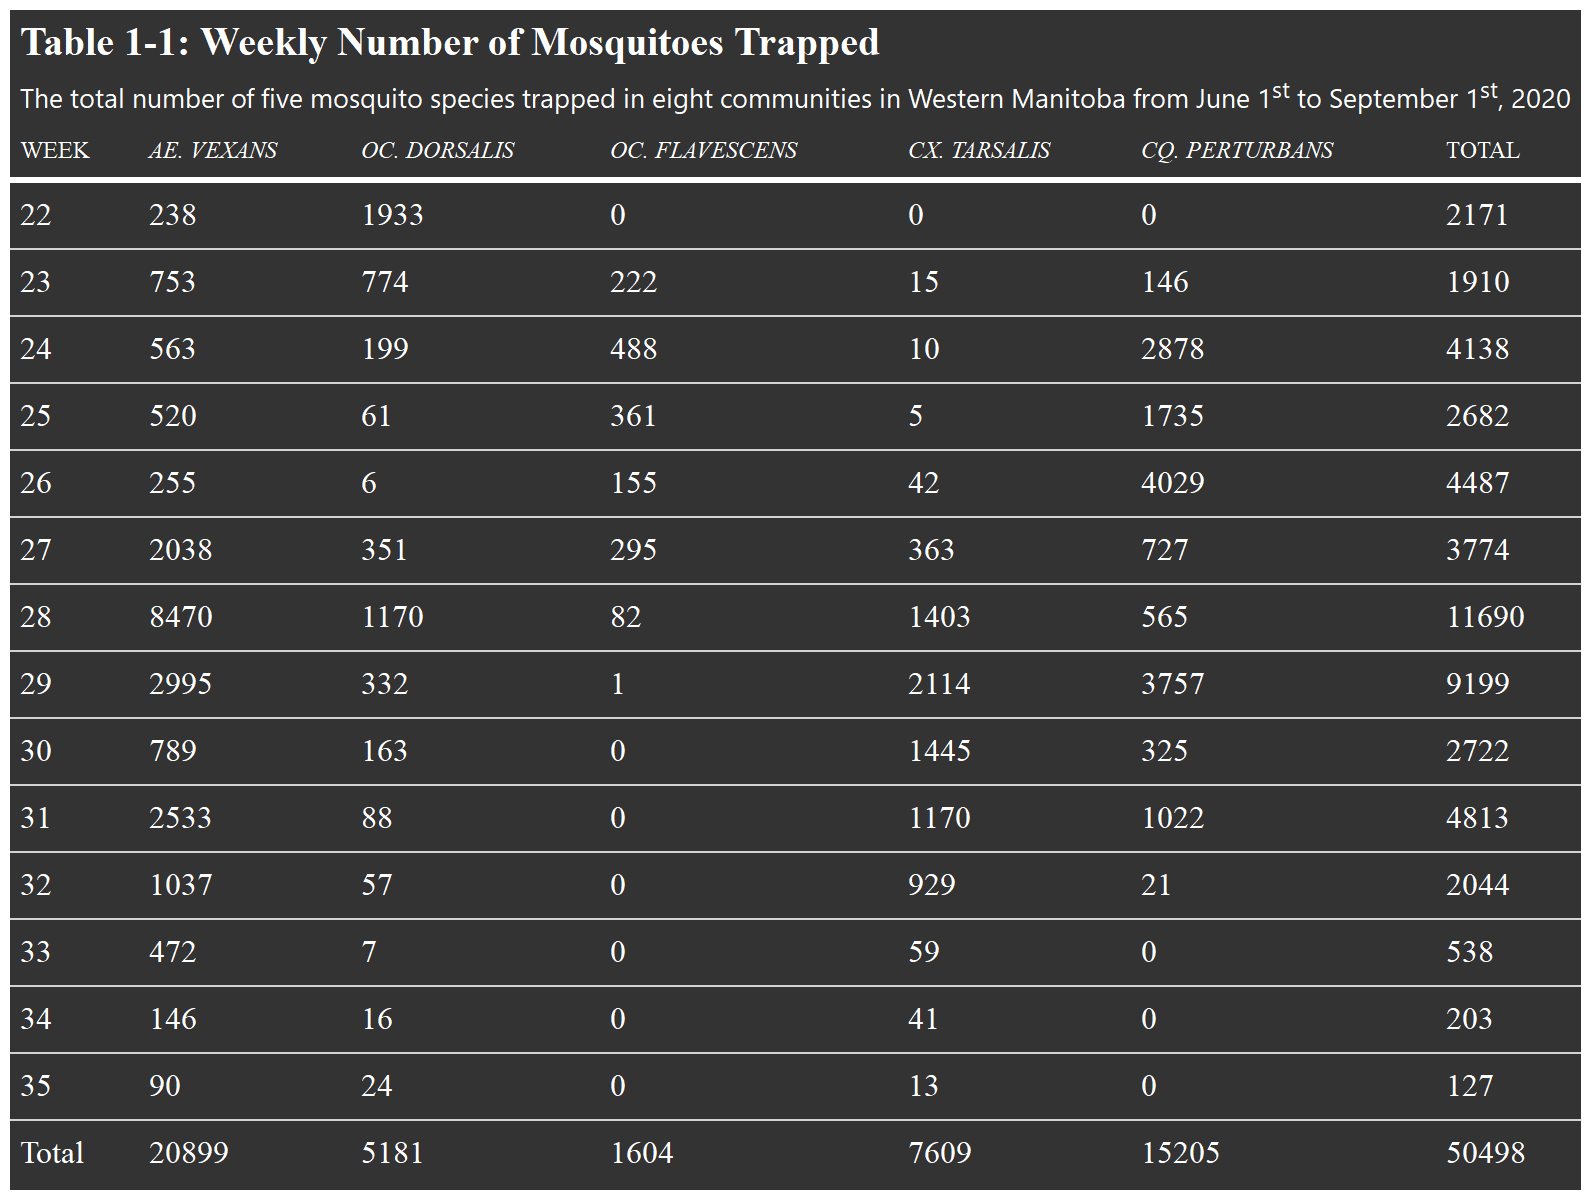 Table 1-1: Weekly Number of Mosquitoes Trapped
The total number of five mosquito species trapped in eight communities in Western Manitoba from June 1st to September 1st, 2020
WEEK AE. VEXANS OC. DORSALIS OC. FLAVESCENS CX. TARSALIS CQ. PERTURBANS TOTAL
22 238 1933 0 0 0 2171
23 753 774 222 15 146 1910
24 563 199 488 10 2878 4138
25 520 61 361 5 1735 2682
26 255 6 155 42 4029 4487
27 2038 351 295 363 727 3774
28 8470 1170 82 1403 565 11690
29 2995 332 1 2114 3757 9199
30 789 163 0 1445 325 2722
31 2533 88 0 1170 1022 4813
32 1037 57 0 929 21 2044
33 472 7 0 59 0 538
34 146 16 0 41 0 203
35 90 24 0 13 0 127
Total 20899 5181 1604 7609 15205 50498